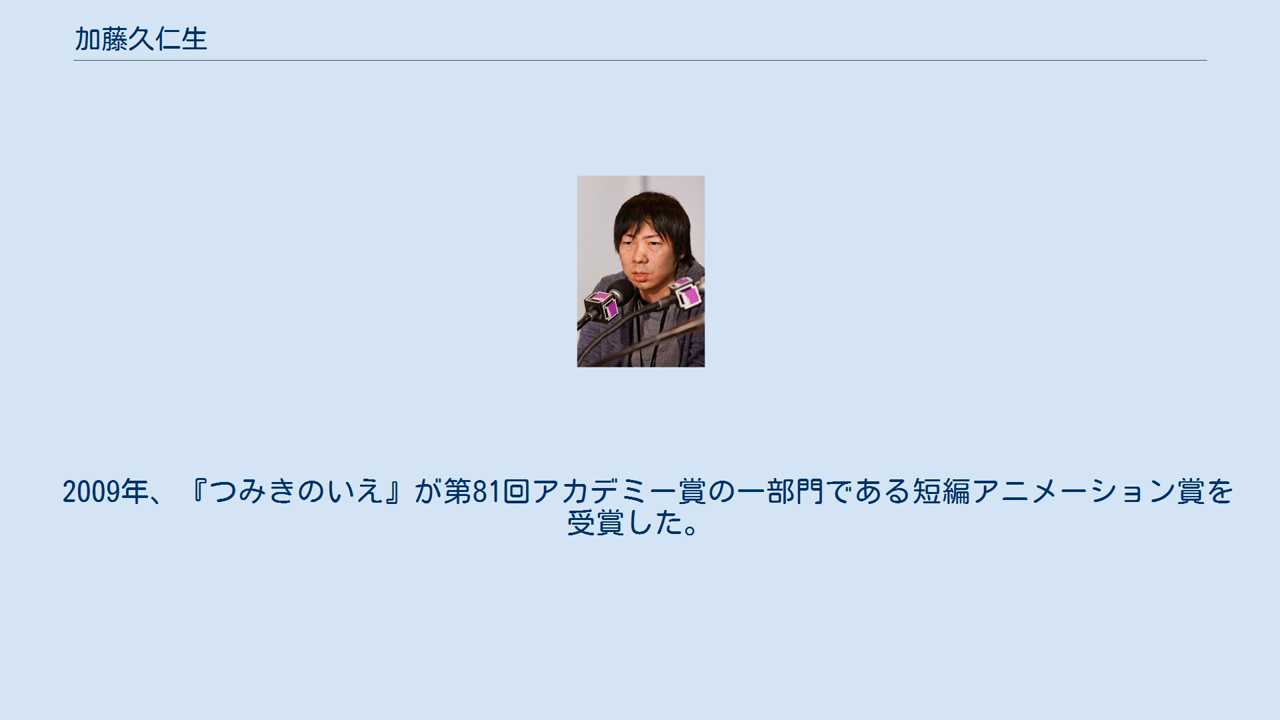 加藤久仁生
2009年、『つみきのいえ』が第81回アカデミー賞の一部門である短編アニメーション賞を
受賞した。